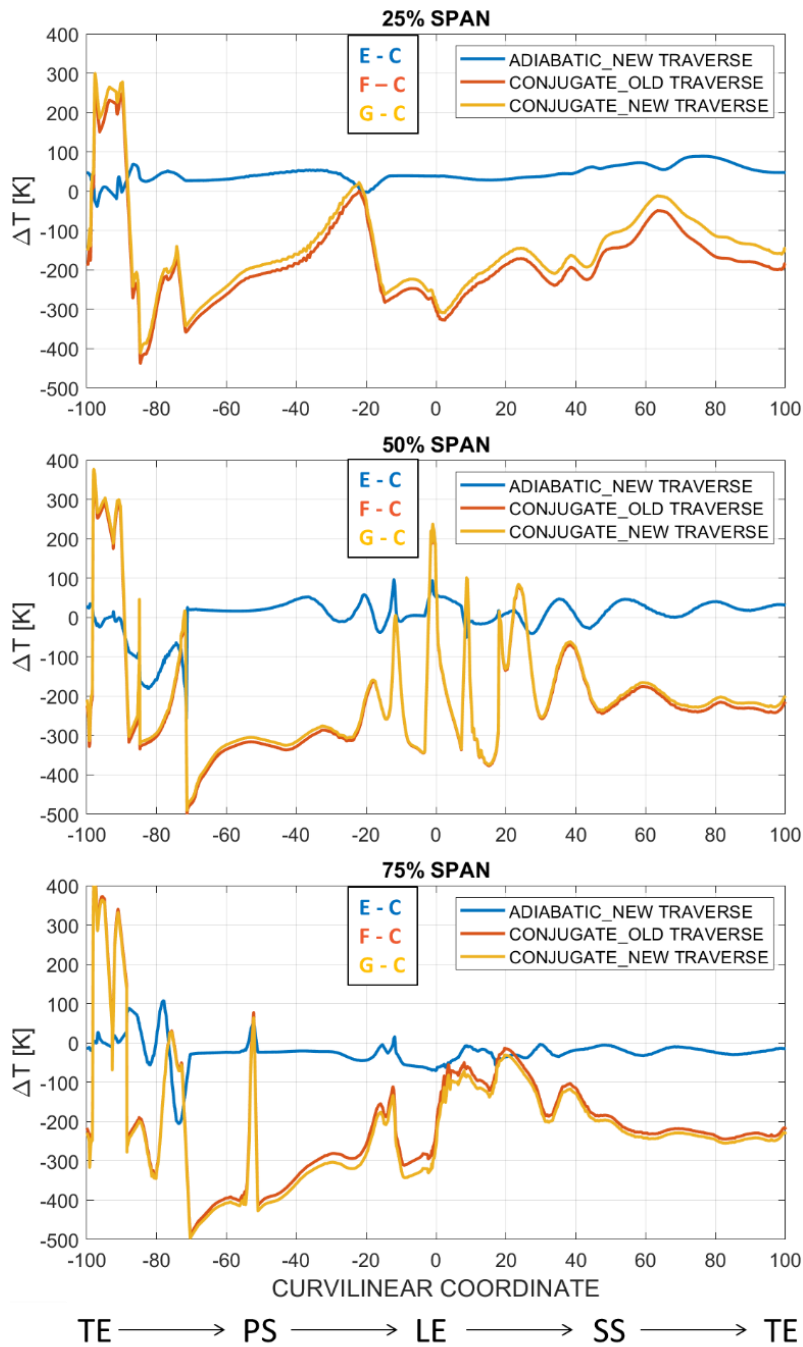 25% SPAN
E - C
F – C
G - C
ADIABATIC_NEW TRAVERSE
CONJUGATE_OLD TRAVERSE
CONJUGATE_NEW TRAVERSE
ΔT [K]
400
300
200
100
0
-100
-200
-300
-400
-500
-100 -80 -60 -40 -20 0 20 40 60 80 100
50% SPAN
E - C
F - C
G - C
ADIABATIC_NEW TRAVERSE
CONJUGATE_OLD TRAVERSE
CONJUGATE_NEW TRAVERSE
ΔT [K]
400
300
200
100
0
-100
-200
-300
-400
-500
-100 -80 -60 -40 -20 0 20 40 60 80 100
75% SPAN
E - C
F - C
G - C
ADIABATIC_NEW TRAVERSE
CONJUGATE_OLD TRAVERSE
CONJUGATE_NEW TRAVERSE
ΔT [K]
400
300
200
100
0
-100
-200
-300
-400
-500
-100 -80 -60 -40 -20 0 20 40 60 80 100
CURVILINEAR COORDINATE
TE → PS → LE → SS → TE